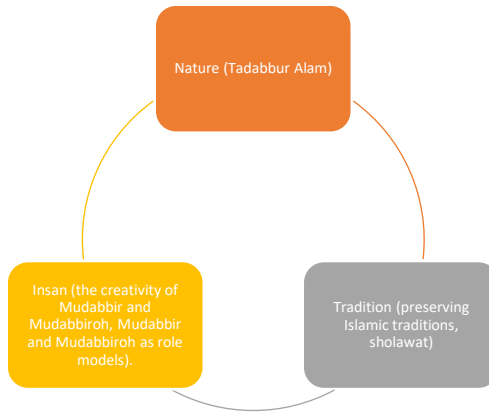 Nature (Tadabbur Alam)
Insan (the creativity of
Mudabbir and
Mudabbiroh, Mudabbir
and Mudabbiroh as role
models).
Tradition (preserving
Islamic traditions,
sholawat)